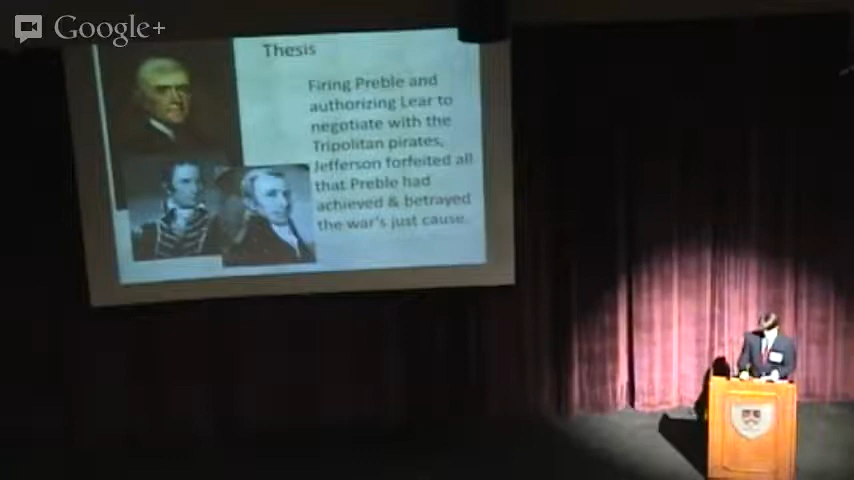 Google+
Thesis
Firing Preble and
authorizing Lear to
negotiate with the
Tripolitan pirates,
Jefferson forfeited all
that Preble had
achieved & betrayed
the war's just cause.